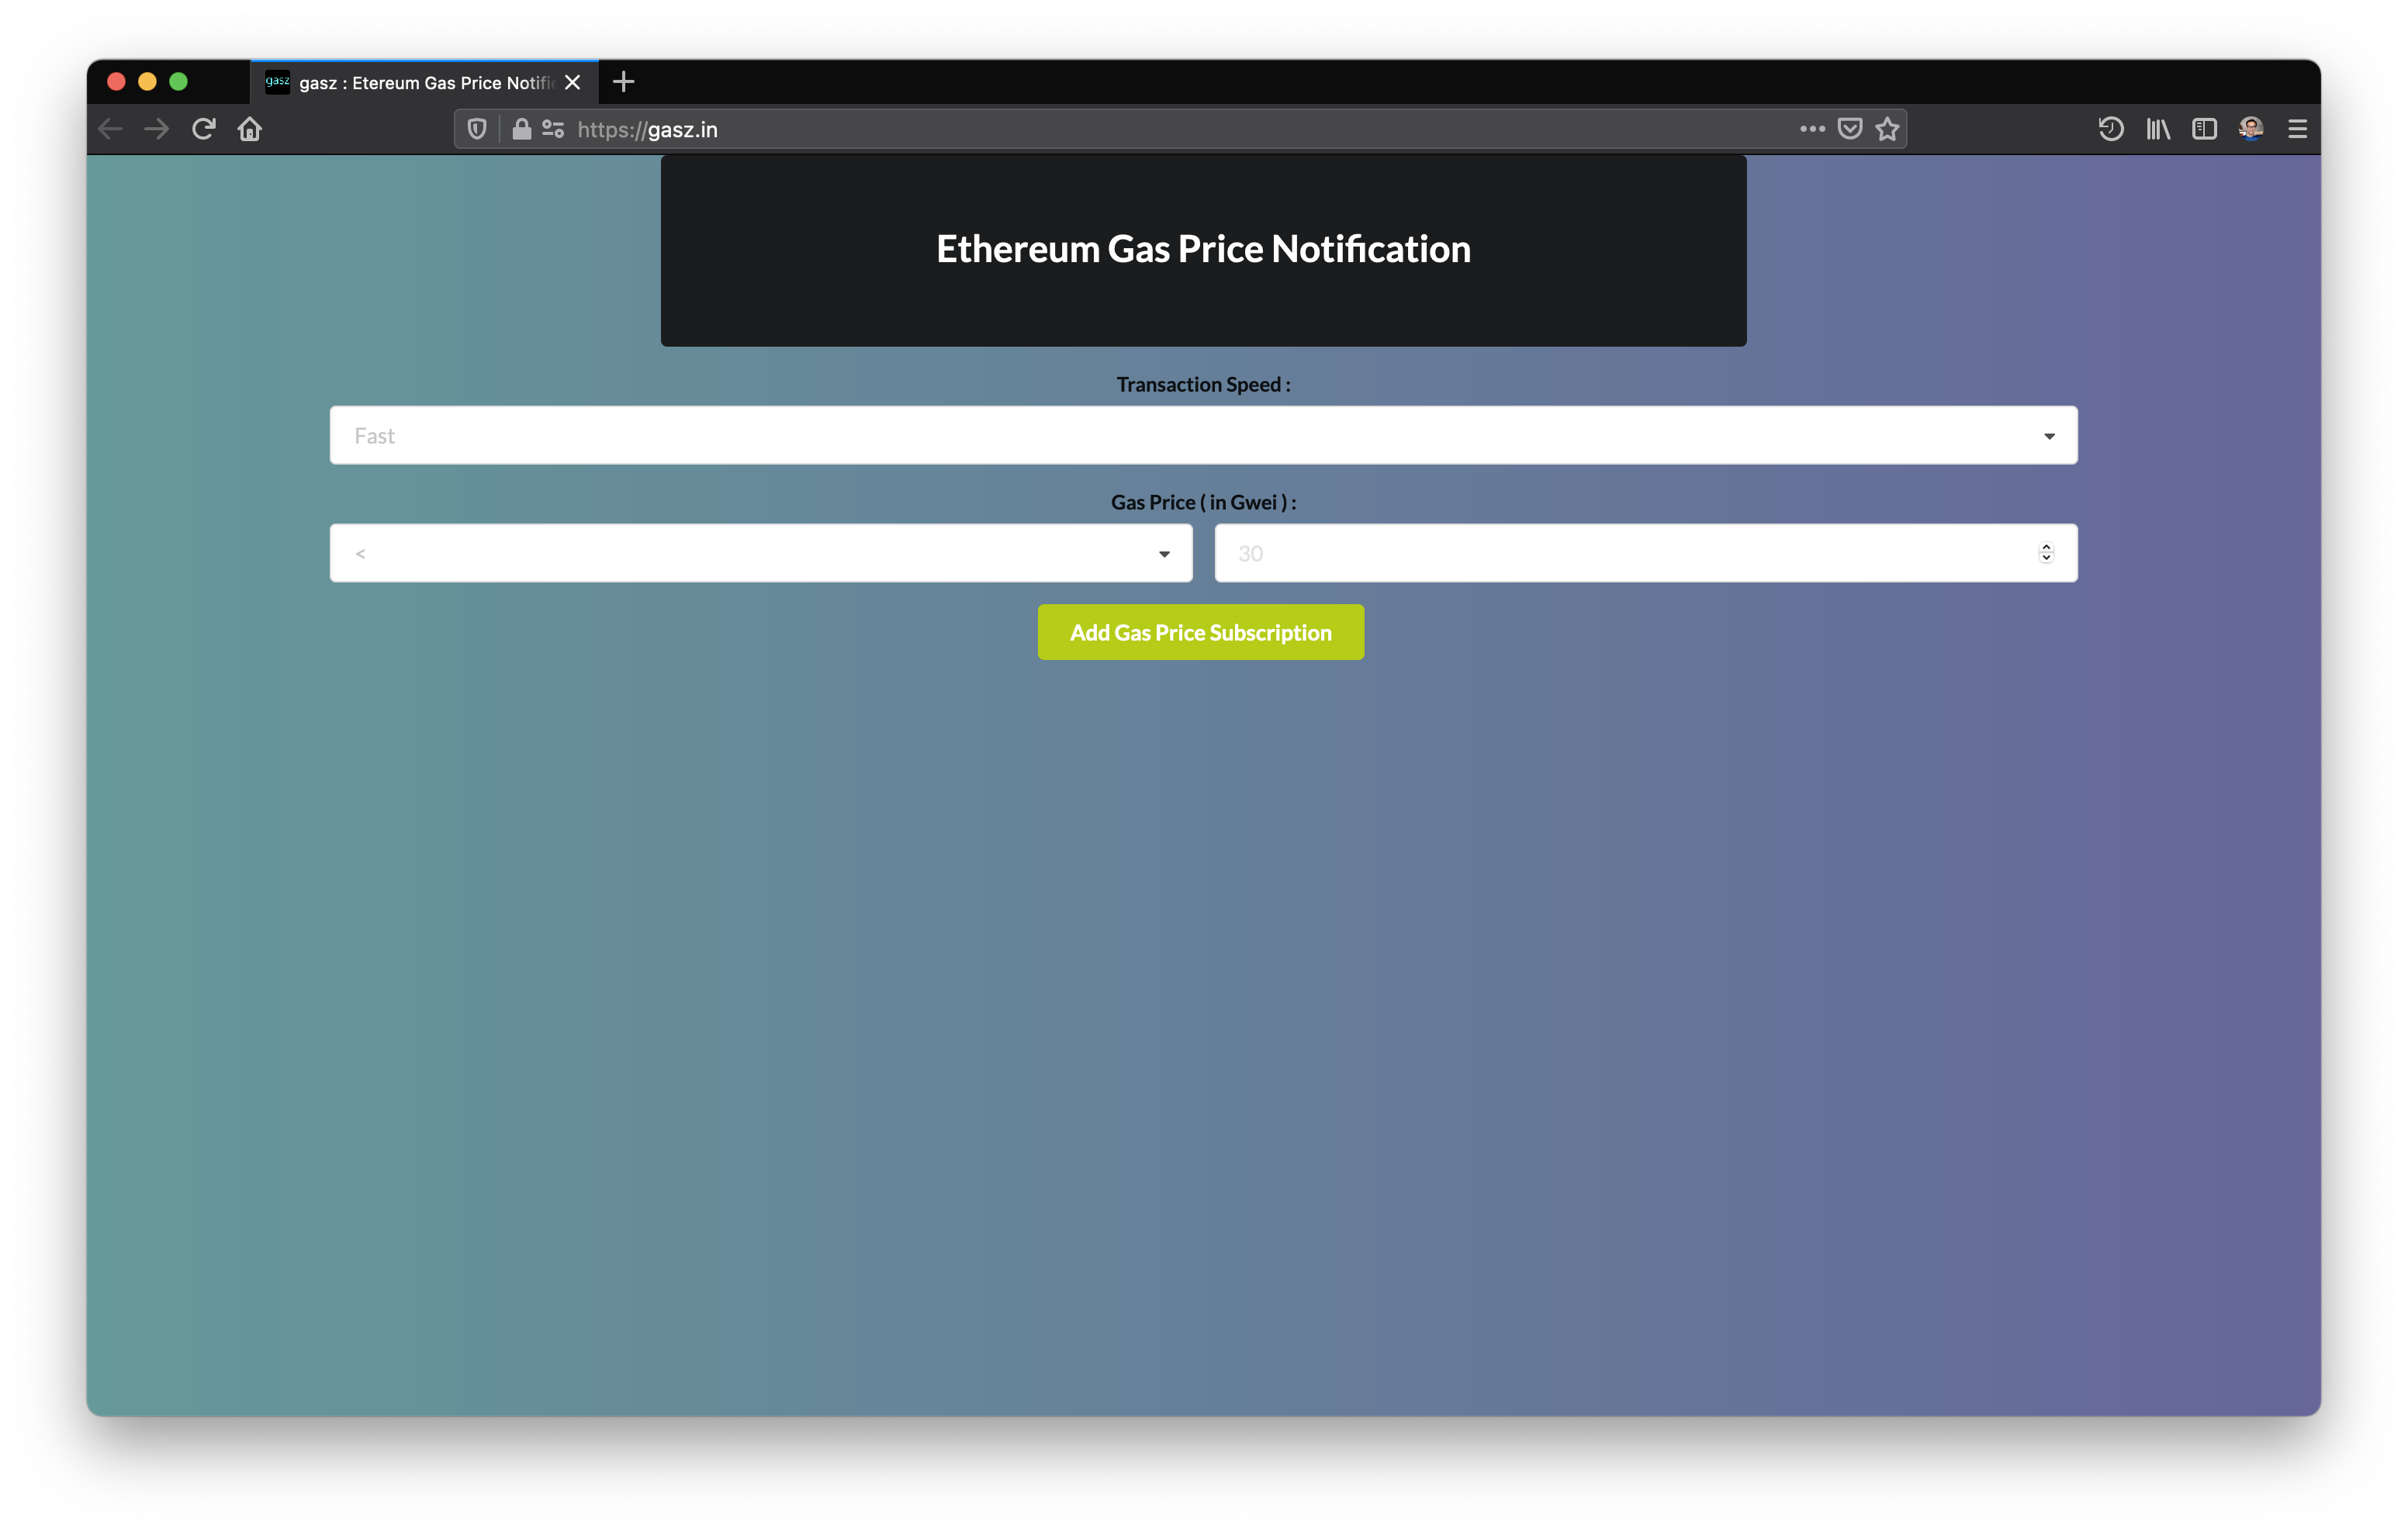 gasz
gasz : Etereum Gas Price Notifi
https://gasz.in
Ethereum Gas Price Notification
Transaction Speed :
Fast
Gas Price ( in Gwei ) :
< 30
Add Gas Price Subscription